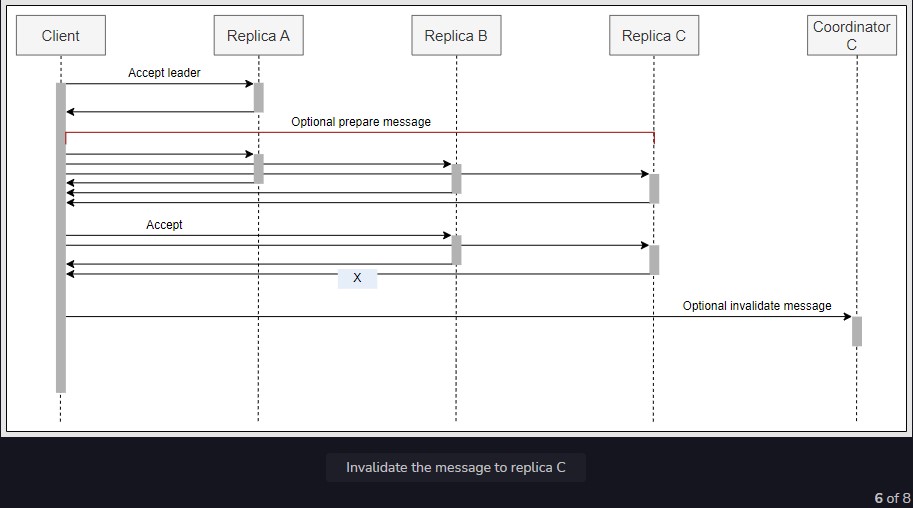 Client
Replica A
Replica B
Replica C
Coordinator
C
Accept leader
Optional prepare message
Accept
X
Optional invalidate message
Invalidate the message to replica C
6 of 8